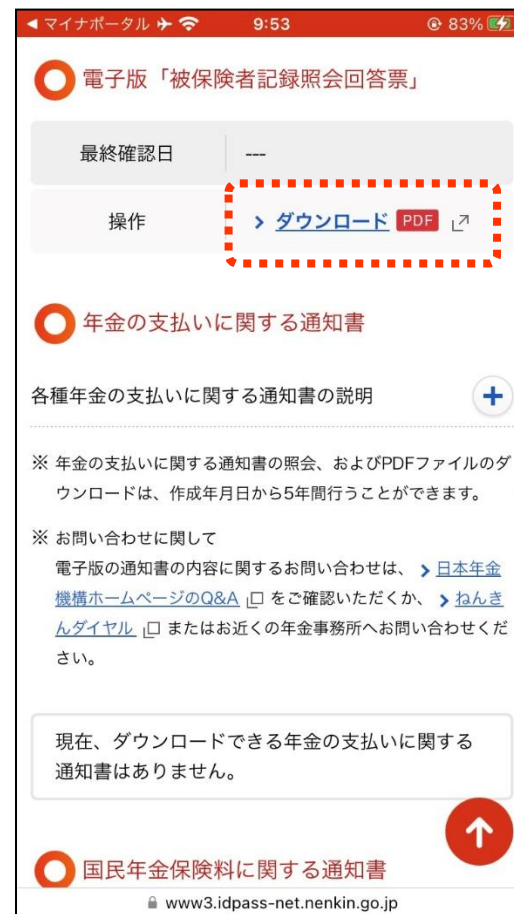 マイナポータル 9:53 83%
電子版「被保険者記録照会回答票」
最終確認日 ---
操作 ダウンロード PDF
年金の支払いに関する通知書
各種年金の支払いに関する通知書の説明
※ 年金の支払いに関する通知書の照会、およびPDFファイルのダ
ウンロードは、作成年月日から5年間行うことができます。
※ お問い合わせに関して
電子版の通知書の内容に関するお問い合わせは、 日本年金
機構ホームページのQ&A をご確認いただくか、 ねんき
んダイヤル またはお近くの年金事務所へお問い合わせくだ
さい。
現在、ダウンロードできる年金の支払いに関する
通知書はありません。
国民年金保険料に関する通知書
www3.idpass-net.nenkin.go.jp